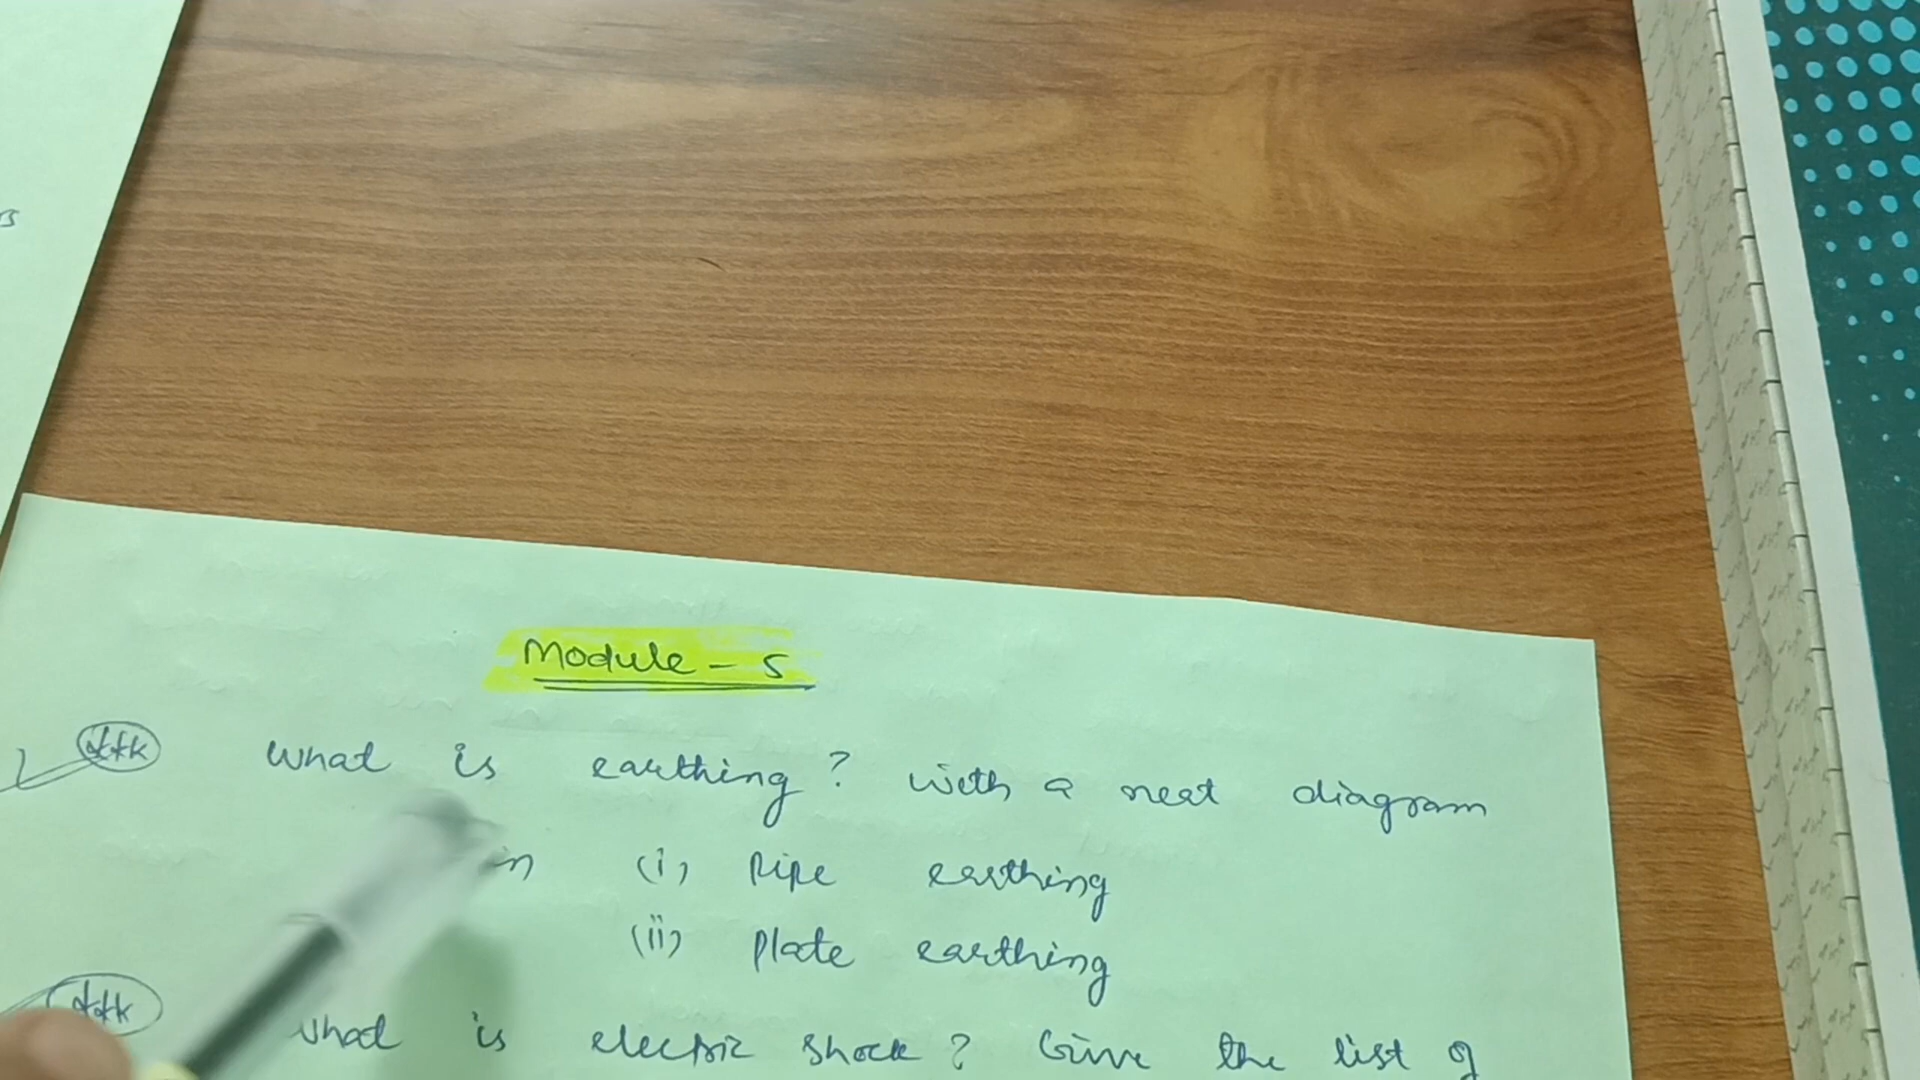 Module - 5
*** What is earthing? With a neat diagram
in (i) Pipe earthing
(ii) Plate earthing
*** What is electric shock? Give the list of